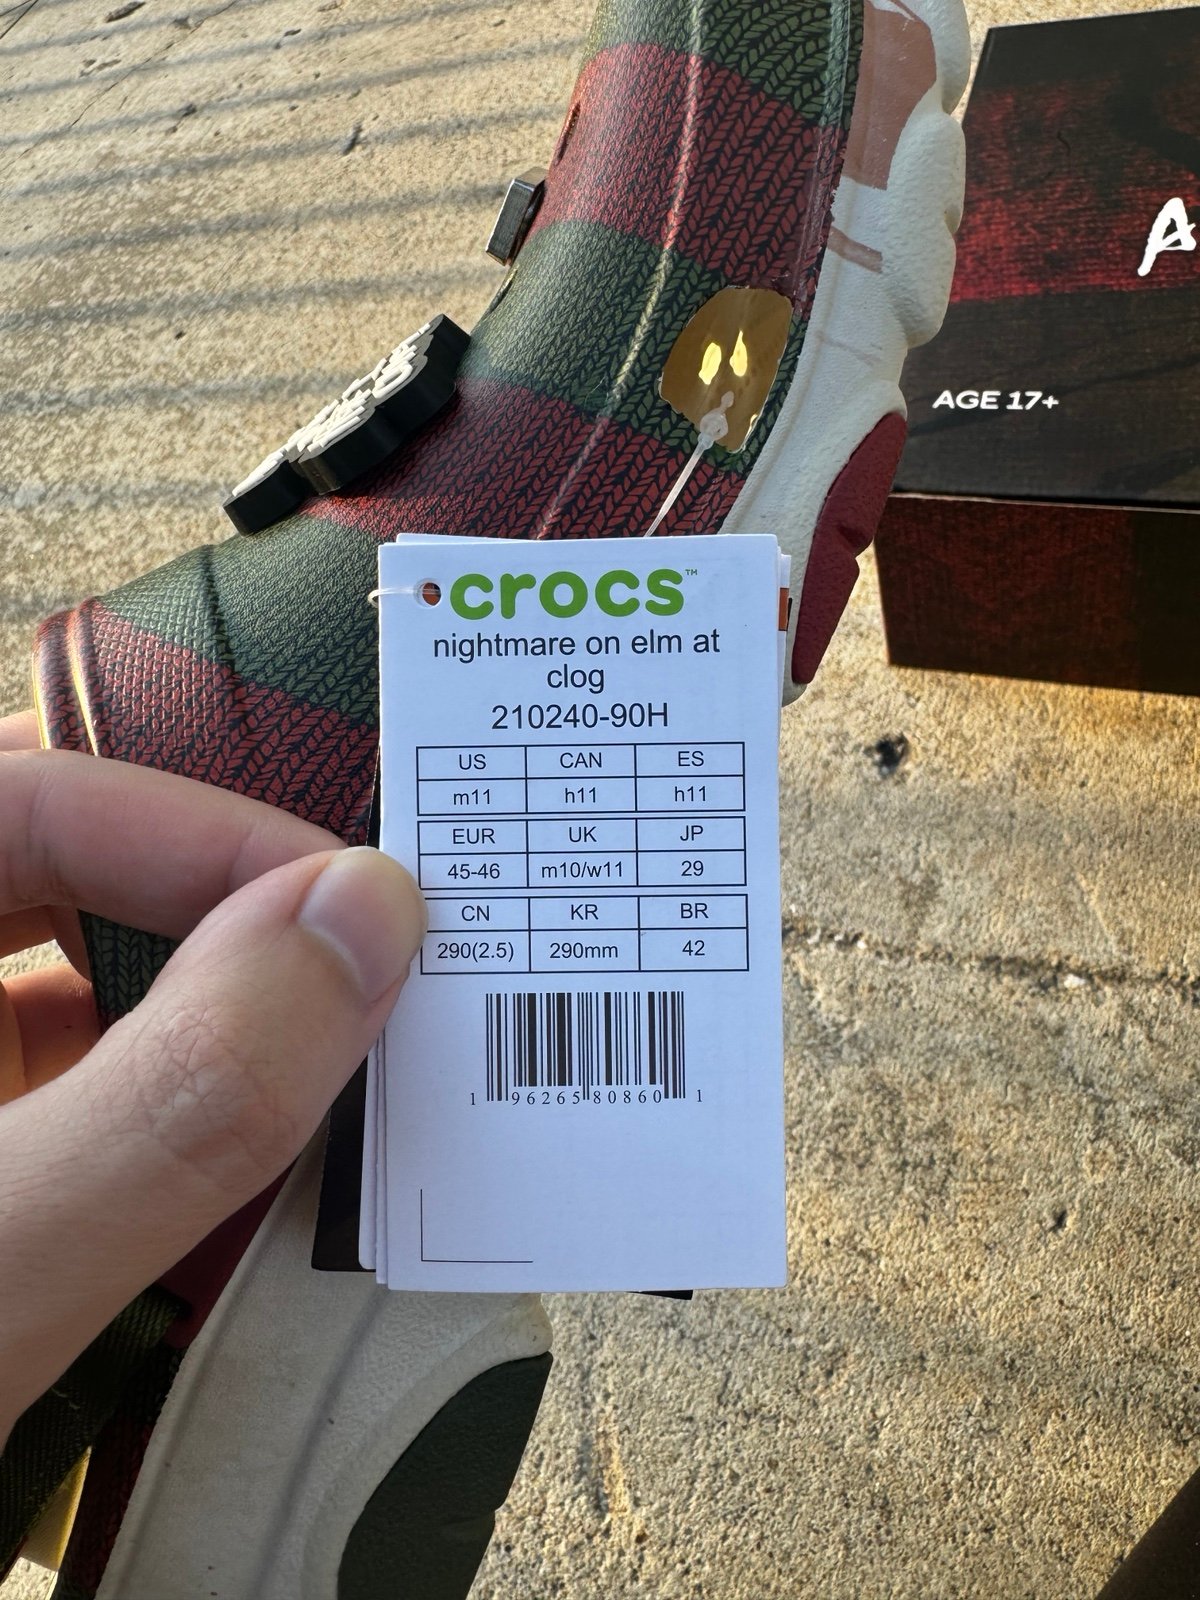 A
AGE 17+
crocs™
nightmare on elm at
clog
210240-90H
US CAN ES
m11 h11 h11
EUR UK JP
45-46 m10/w11 29
CN KR BR
290(2.5) 290mm 42
1 96265 80860 1